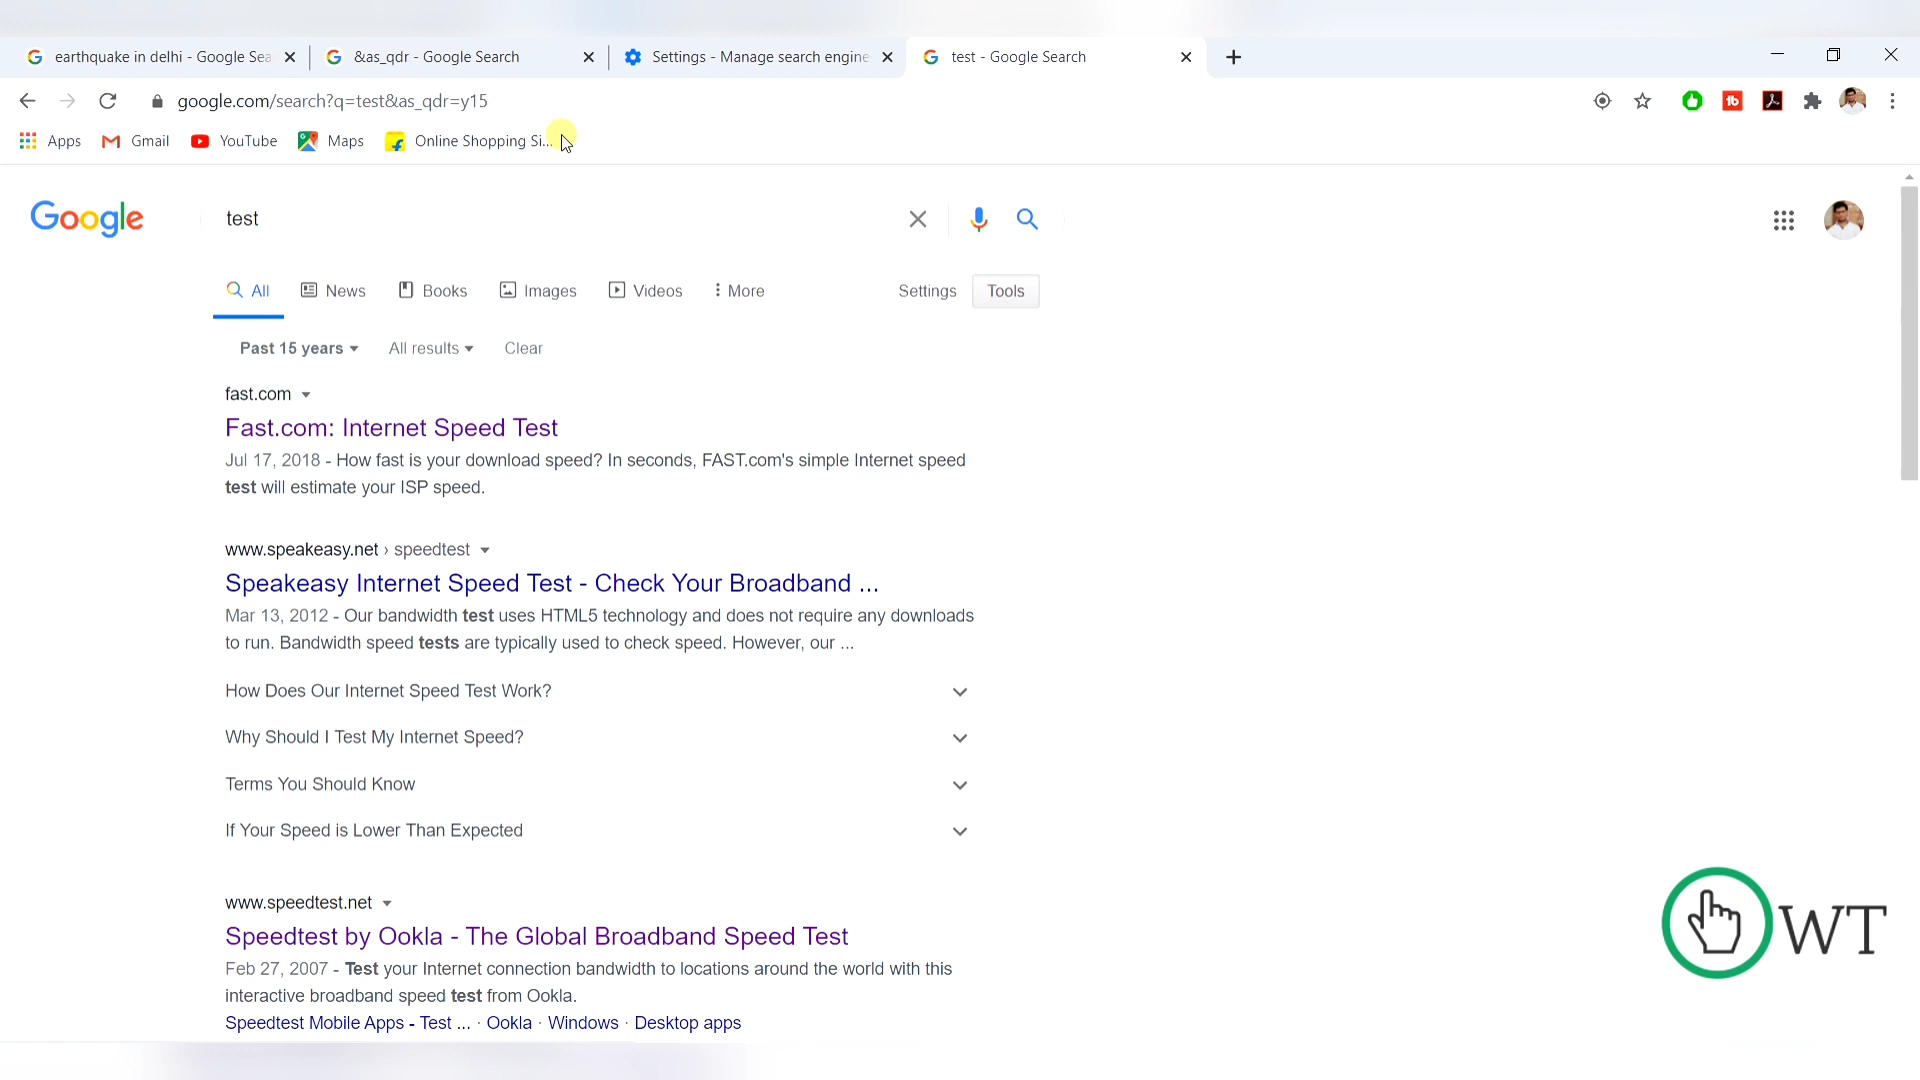 earthquake in delhi - Google Sea
&as_qdr - Google Search
Settings - Manage search engine
test - Google Search
google.com/search?q=test&as_qdr=y15
Apps
Gmail
YouTube
Maps
Online Shopping Si...
Google
test
All
News
Books
Images
Videos
More
Settings
Tools
Past 15 years
All results
Clear
fast.com
Fast.com: Internet Speed Test
Jul 17, 2018 - How fast is your download speed? In seconds, FAST.com's simple Internet speed
test will estimate your ISP speed.
www.speakeasy.net › speedtest
Speakeasy Internet Speed Test - Check Your Broadband ...
Mar 13, 2012 - Our bandwidth test uses HTML5 technology and does not require any downloads
to run. Bandwidth speed tests are typically used to check speed. However, our ...
How Does Our Internet Speed Test Work?
Why Should I Test My Internet Speed?
Terms You Should Know
If Your Speed is Lower Than Expected
www.speedtest.net
Speedtest by Ookla - The Global Broadband Speed Test
Feb 27, 2007 - Test your Internet connection bandwidth to locations around the world with this
interactive broadband speed test from Ookla.
Speedtest Mobile Apps - Test ... · Ookla · Windows · Desktop apps
WT